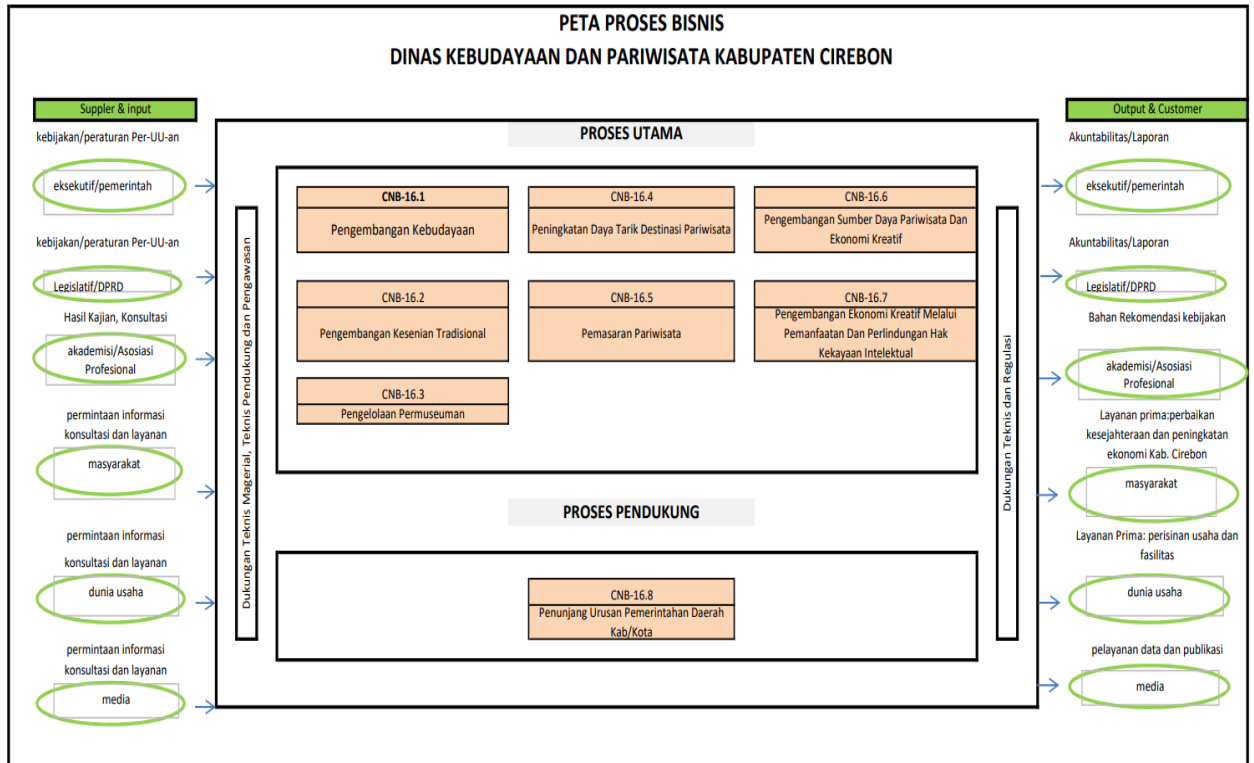 PETA PROSES BISNIS
DINAS KEBUDAYAAN DAN PARIWISATA KABUPATEN CIREBON
Suppler & input
kebijakan/peraturan Per-UU-an
eksekutif/pemerintah
kebijakan/peraturan Per-UU-an
Legislatif/DPRD
Hasil Kajian, Konsultasi
akademisi/Asosiasi
Profesional
permintaan informasi
konsultasi dan layanan
masyarakat
permintaan informasi
konsultasi dan layanan
dunia usaha
permintaan informasi
konsultasi dan layanan
media
Dukungan Teknis Magerial, Teknis Pendukung dan Pengawasan
PROSES UTAMA
CNB-16.1
Pengembangan Kebudayaan
CNB-16.4
Peningkatan Daya Tarik Destinasi Pariwisata
CNB-16.6
Pengembangan Sumber Daya Pariwisata Dan
Ekonomi Kreatif
CNB-16.2
Pengembangan Kesenian Tradisional
CNB-16.5
Pemasaran Pariwisata
CNB-16.7
Pengembangan Ekonomi Kreatif Melalui
Pemanfaatan Dan Perlindungan Hak
Kekayaan Intelektual
CNB-16.3
Pengelolaan Permuseuman
PROSES PENDUKUNG
CNB-16.8
Penunjang Urusan Pemerintahan Daerah
Kab/Kota
Dukungan Teknis dan Regulasi
Output & Customer
Akuntabilitas/Laporan
eksekutif/pemerintah
Akuntabilitas/Laporan
Legislatif/DPRD
Bahan Rekomendasi kebijakan
akademisi/Asosiasi
Profesional
Layanan prima:perbaikan
kesejahteraan dan peningkatan
ekonomi Kab. Cirebon
masyarakat
Layanan Prima: perisinan usaha dan
fasilitas
dunia usaha
pelayanan data dan publikasi
media